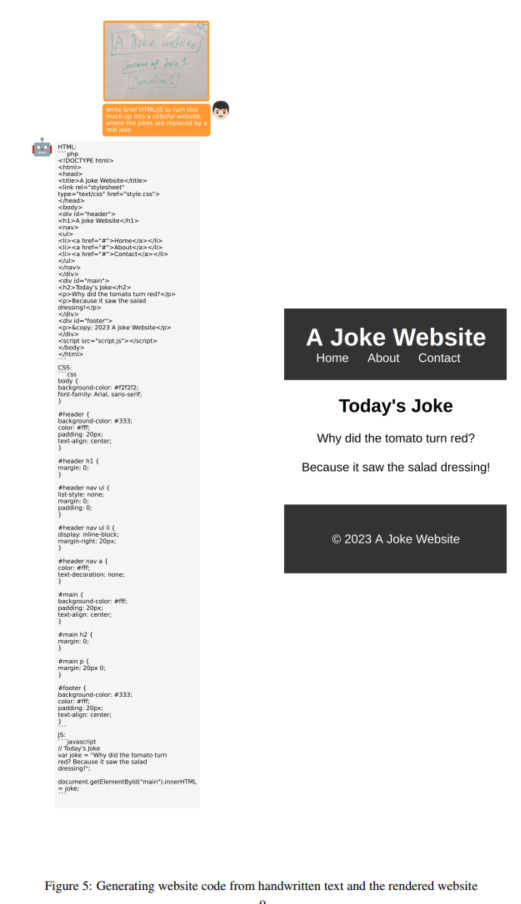 A Joke Website
Write brief HTML/JS to turn this
mock-up into a colorful website,
where the jokes are replaced by a
real joke
HTML:
```php
<!DOCTYPE html>
<html>
<head>
<title>A Joke Website</title>
<link rel="stylesheet"
type="text/css" href="style.css">
</head>
<body>
<div id="header">
<h1>A Joke Website</h1>
<nav>
<ul>
<li><a href="#">Home</a></li>
<li><a href="#">About</a></li>
<li><a href="#">Contact</a></li>
</ul>
</nav>
</div>
<div id="main">
<h2>Today's Joke</h2>
<p>Why did the tomato turn red?</p>
<p>Because it saw the salad
dressing!</p>
</div>
<div id="footer">
<p>&copy; 2023 A Joke Website</p>
</div>
<script src="script.js"></script>
</body>
</html>
```
CSS:
```css
body {
background-color: #f2f2f2;
font-family: Arial, sans-serif;
}
#header {
background-color: #333;
color: #fff;
padding: 20px;
text-align: center;
}
#header h1 {
margin: 0;
}
#header nav ul {
list-style: none;
margin: 0;
padding: 0;
}
#header nav ul li {
display: inline-block;
margin-right: 20px;
}
#header nav a {
color: #fff;
text-decoration: none;
}
#main {
background-color: #fff;
padding: 20px;
text-align: center;
}
#main h2 {
margin: 0;
}
#main p {
margin: 20px 0;
}
#footer {
background-color: #333;
color: #fff;
padding: 20px;
text-align: center;
}
```
JS:
```javascript
// Today's Joke
var joke = "Why did the tomato turn
red? Because it saw the salad
dressing!";
document.getElementById("main").innerHTML
= joke;
```
A Joke Website
Home About Contact
Today's Joke
Why did the tomato turn red?
Because it saw the salad dressing!
© 2023 A Joke Website
Figure 5: Generating website code from handwritten text and the rendered website